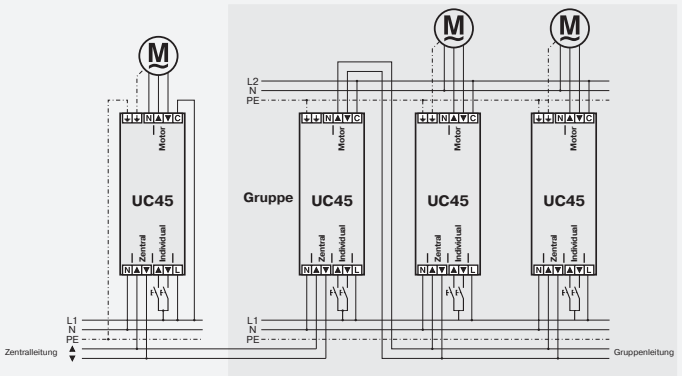 M
M
M
L2
N
PE
N ▲ ▼ C
N ▲ ▼ C
N ▲ ▼ C
N ▲ ▼ C
Motor
Motor
Motor
Motor
UC45
Gruppe
UC45
UC45
UC45
Zentral
Individual
Zentral
Individual
Zentral
Individual
Zentral
Individual
N ▲ ▼ ▲ ▼ L
N ▲ ▼ ▲ ▼ L
N ▲ ▼ ▲ ▼ L
N ▲ ▼ ▲ ▼ L
L1
N
PE
L1
N
PE
Zentralleitung ▲ ▼
Gruppenleitung